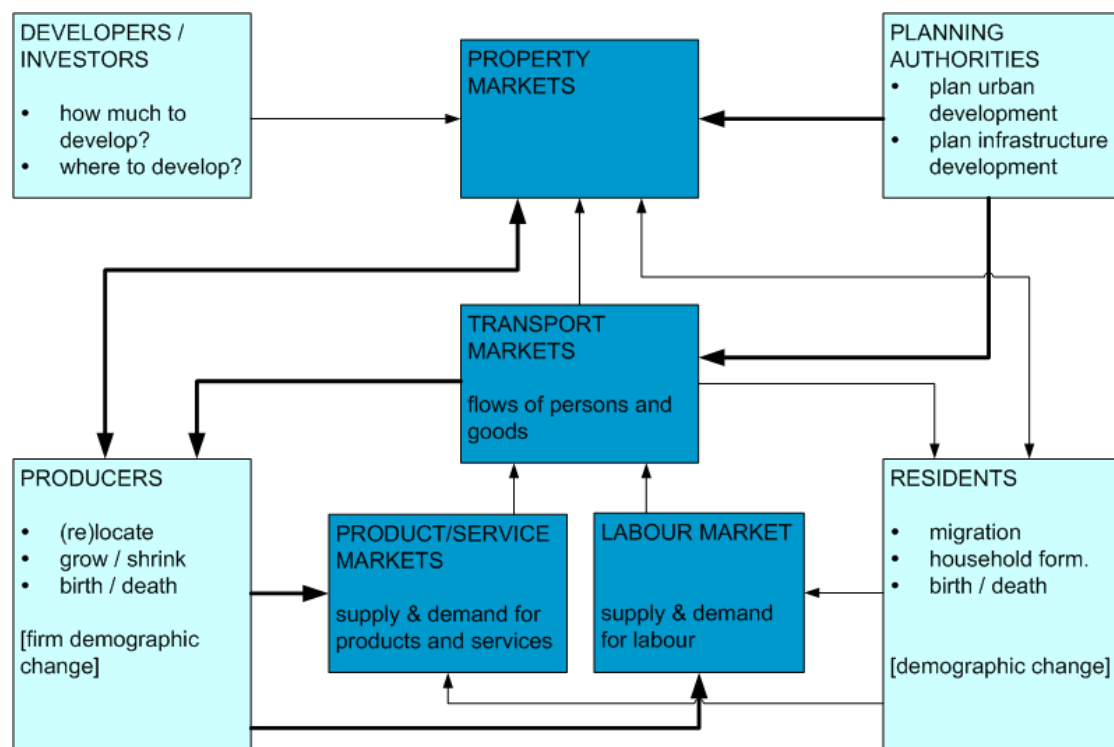 DEVELOPERS /
INVESTORS
• how much to
develop?
• where to develop?
PROPERTY
MARKETS
PLANNING
AUTHORITIES
• plan urban
development
• plan infrastructure
development
TRANSPORT
MARKETS
flows of persons and
goods
PRODUCERS
• (re)locate
• grow / shrink
• birth / death
[firm demographic
change]
PRODUCT/SERVICE
MARKETS
supply & demand for
products and services
LABOUR MARKET
supply & demand
for labour
RESIDENTS
• migration
• household form.
• birth / death
[demographic change]